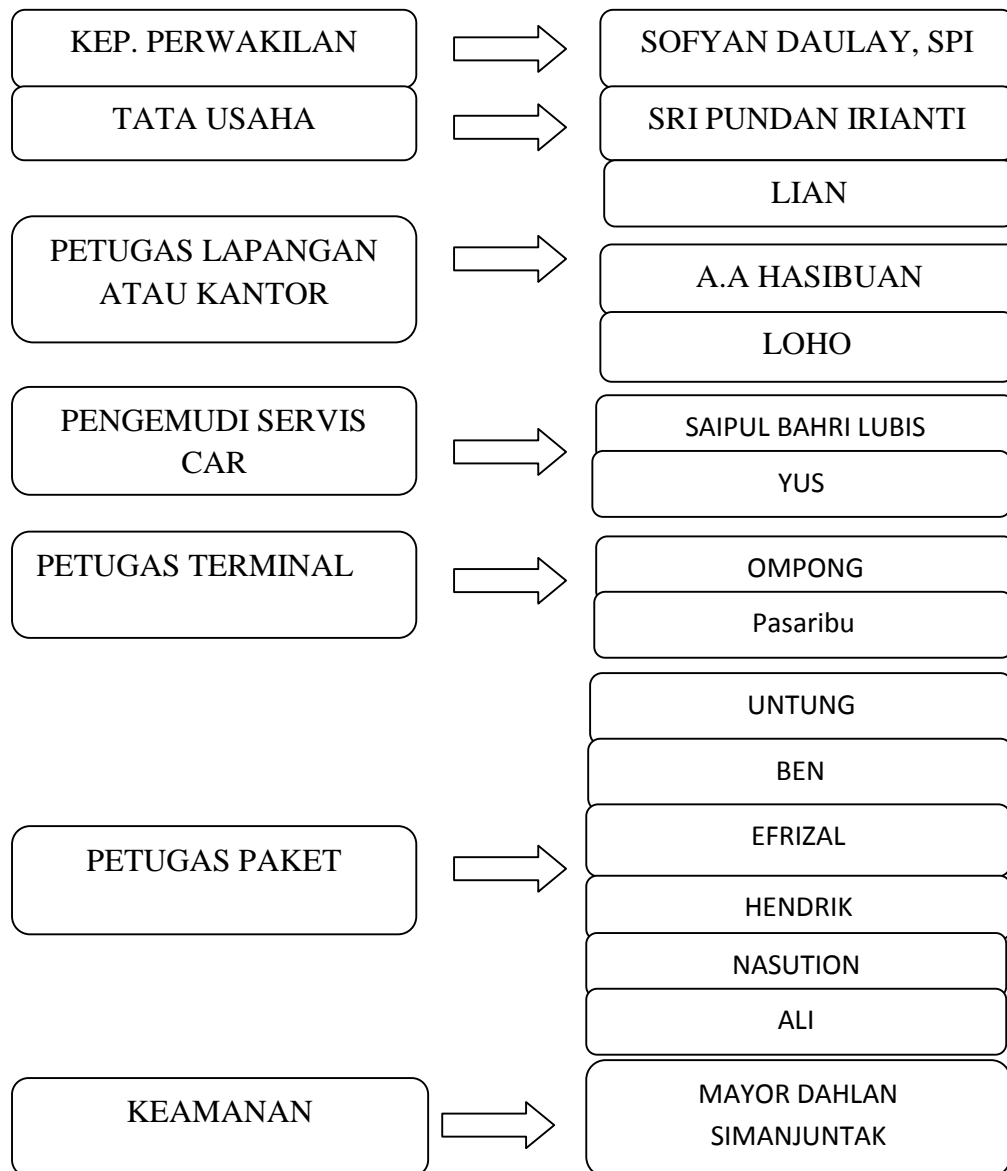 KEP. PERWAKILAN
SOFYAN DAULAY, SPI
TATA USAHA
SRI PUNDAN IRIANTI
LIAN
PETUGAS LAPANGAN
ATAU KANTOR
A.A HASIBUAN
LOHO
PENGEMUDI SERVIS
CAR
SAIPUL BAHRI LUBIS
YUS
PETUGAS TERMINAL
OMPONG
Pasaribu
PETUGAS PAKET
UNTUNG
BEN
EFRIZAL
HENDRIK
NASUTION
ALI
KEAMANAN
MAYOR DAHLAN
SIMANJUNTAK